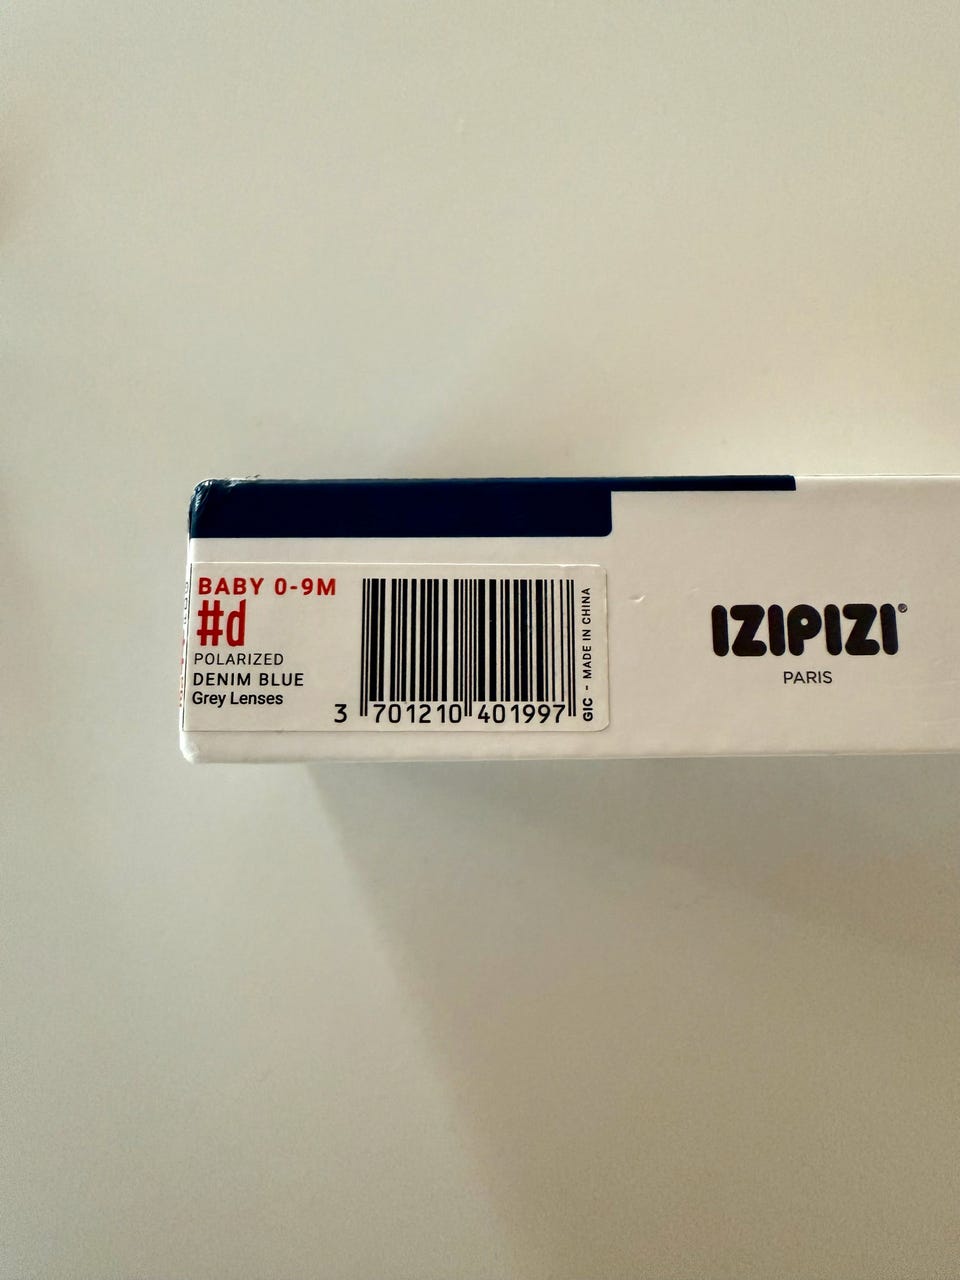 BABY 0-9M
#d
POLARIZED
DENIM BLUE
Grey Lenses
3 701210 401997
GIC - MADE IN CHINA
IZIPIZI®
PARIS